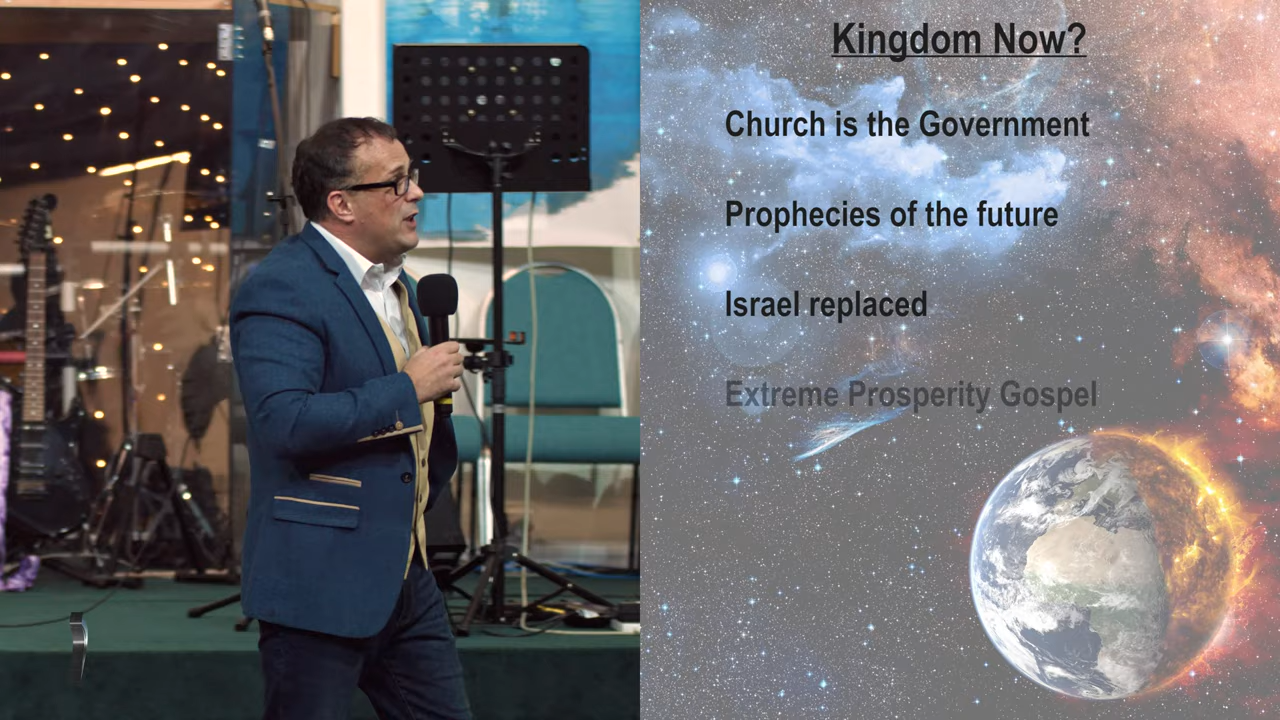 Kingdom Now?
Church is the Government
Prophecies of the future
Israel replaced
Extreme Prosperity Gospel